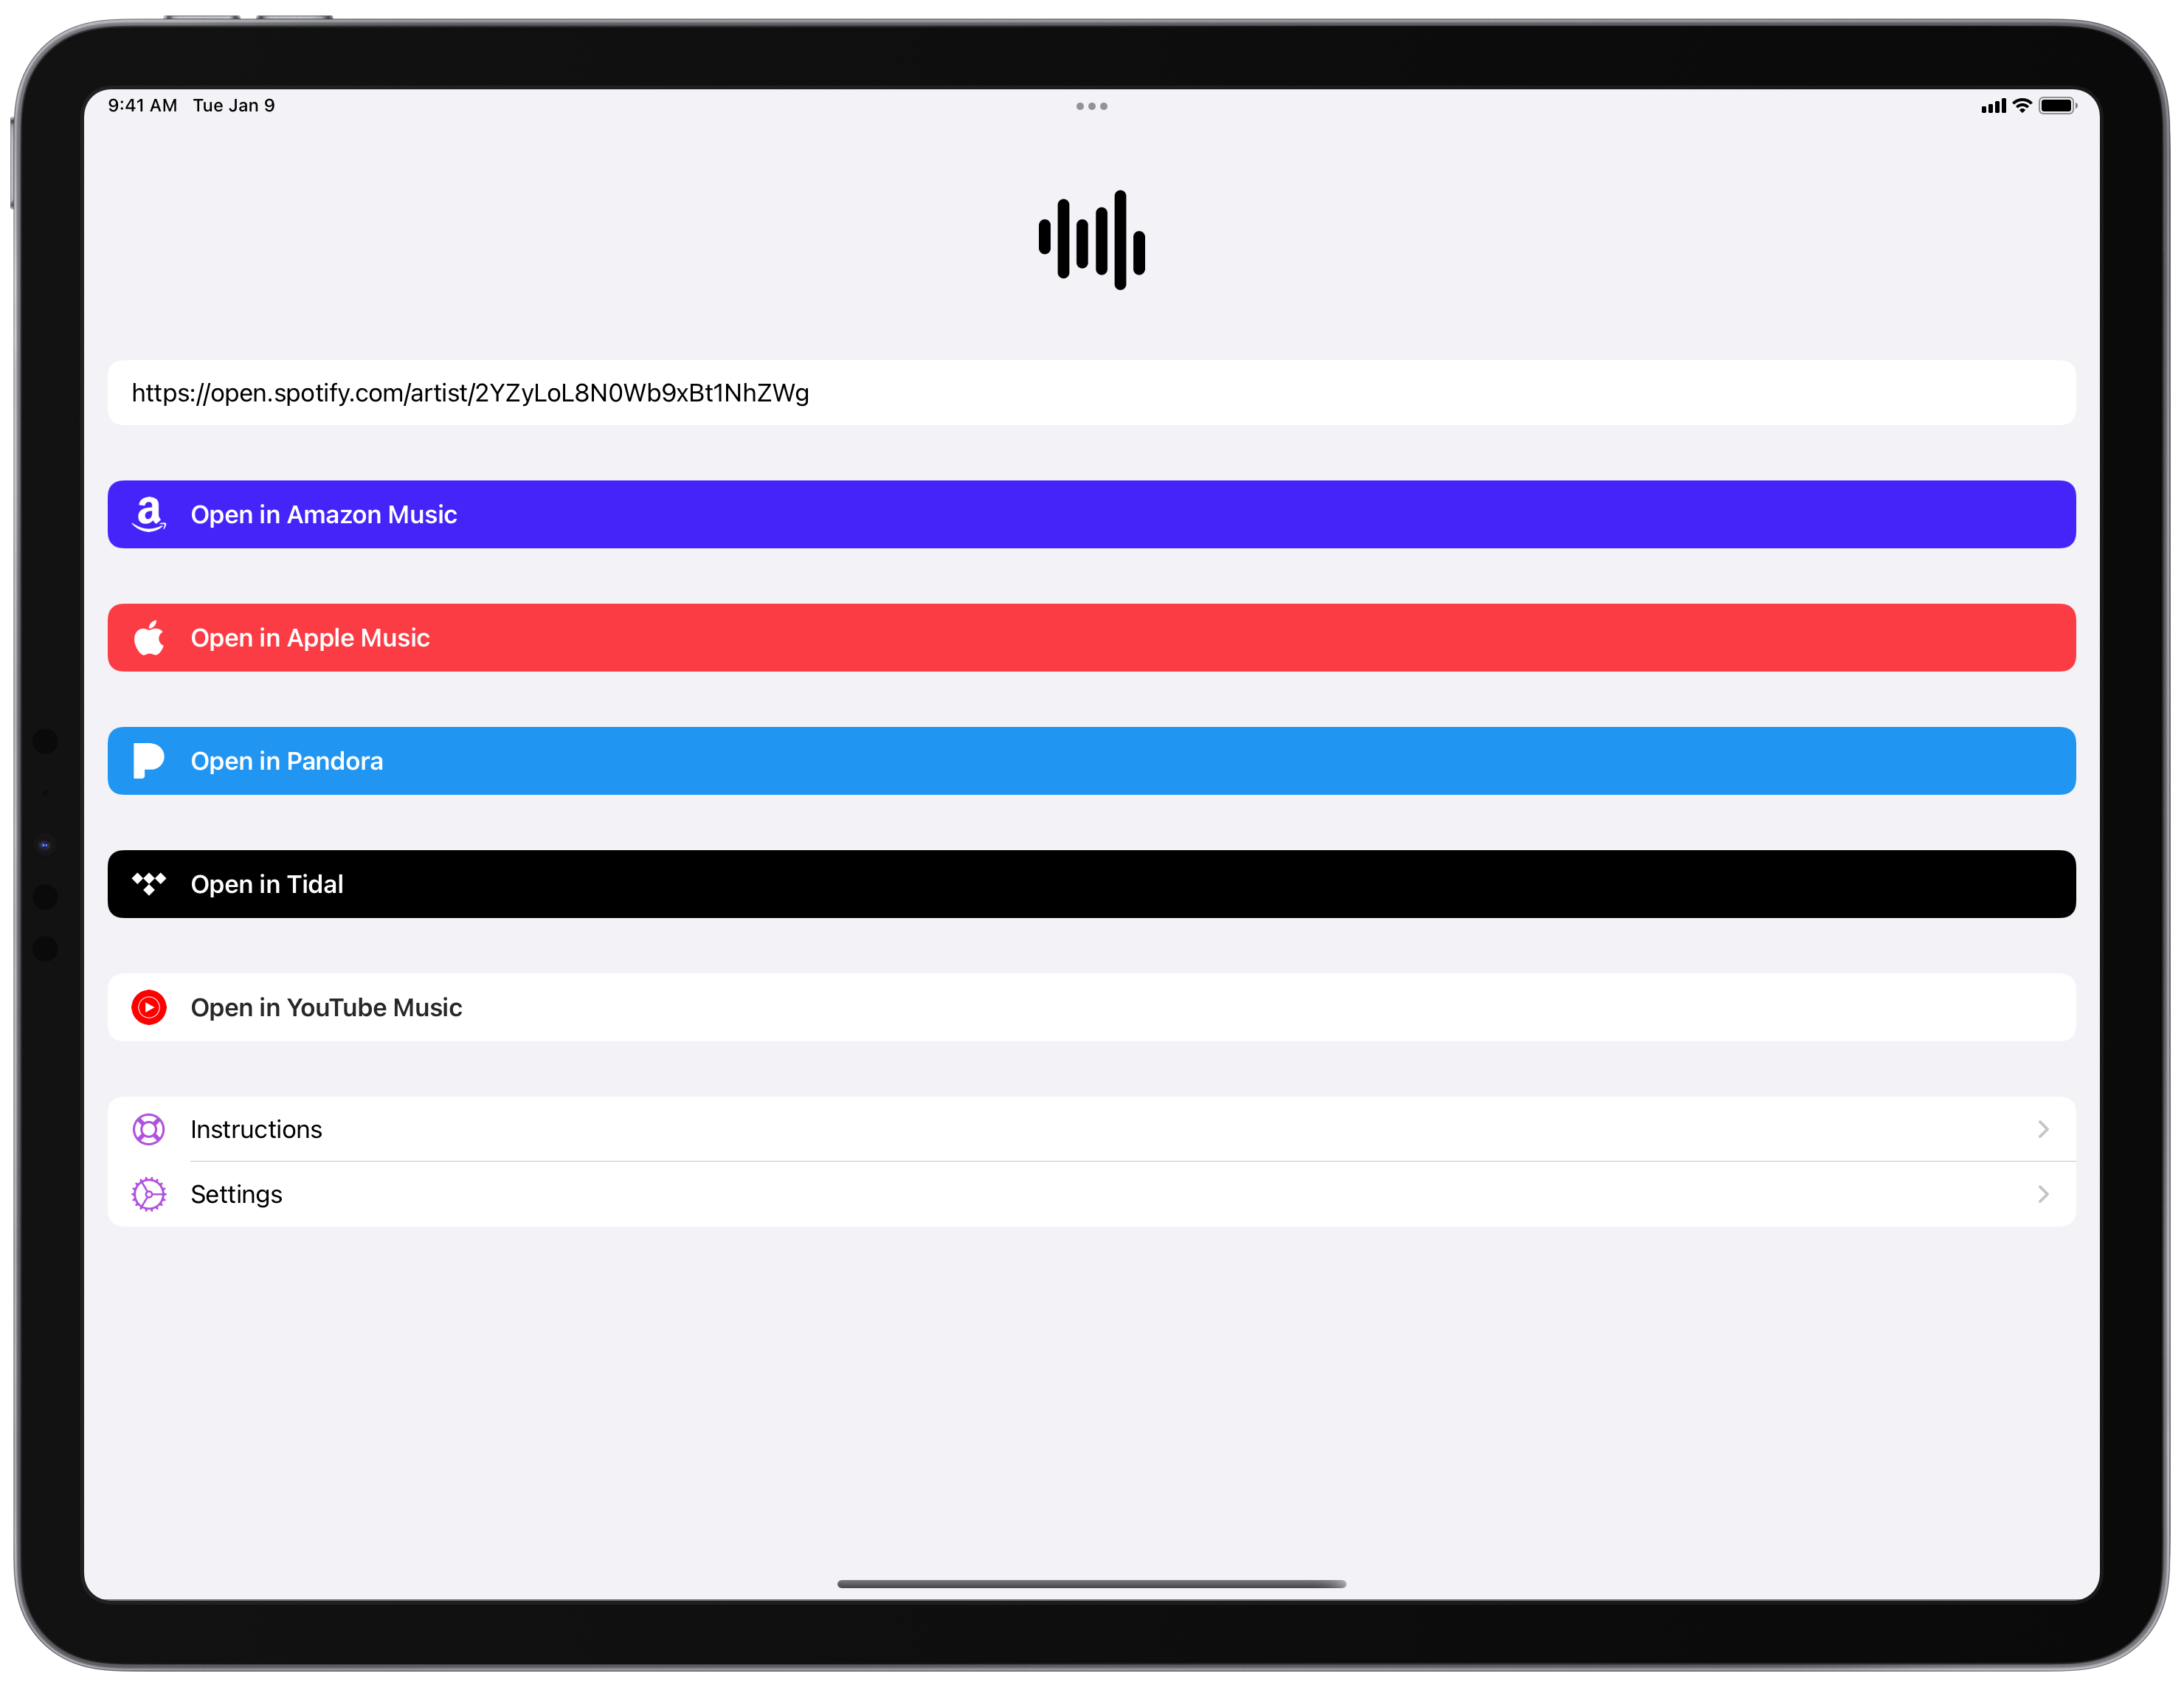 9:41 AM Tue Jan 9
https://open.spotify.com/artist/2YZyLoL8N0Wb9xBt1NhZWg
Open in Amazon Music
Open in Apple Music
Open in Pandora
Open in Tidal
Open in YouTube Music
Instructions
Settings